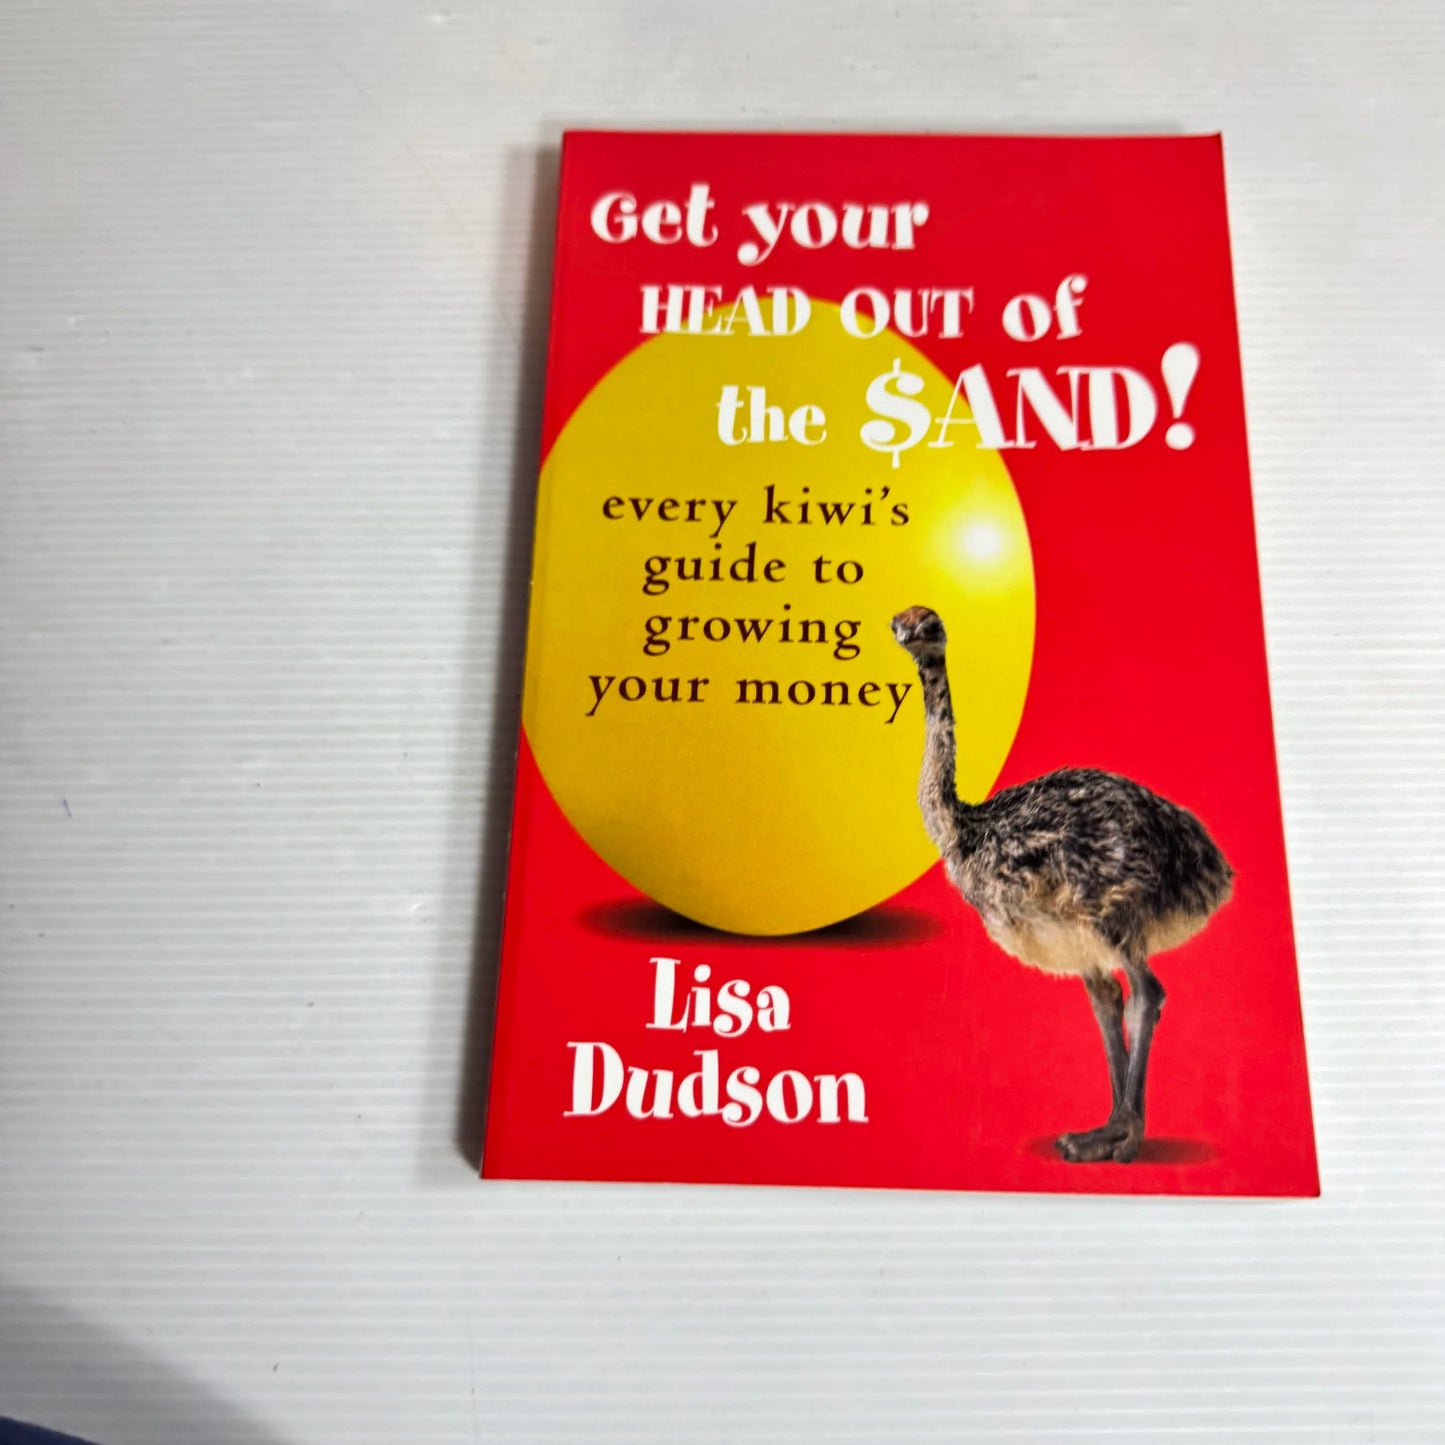 Get your
HEAD OUT of
the $AND!
every kiwi's
guide to
growing
your money
Lisa
Dudson